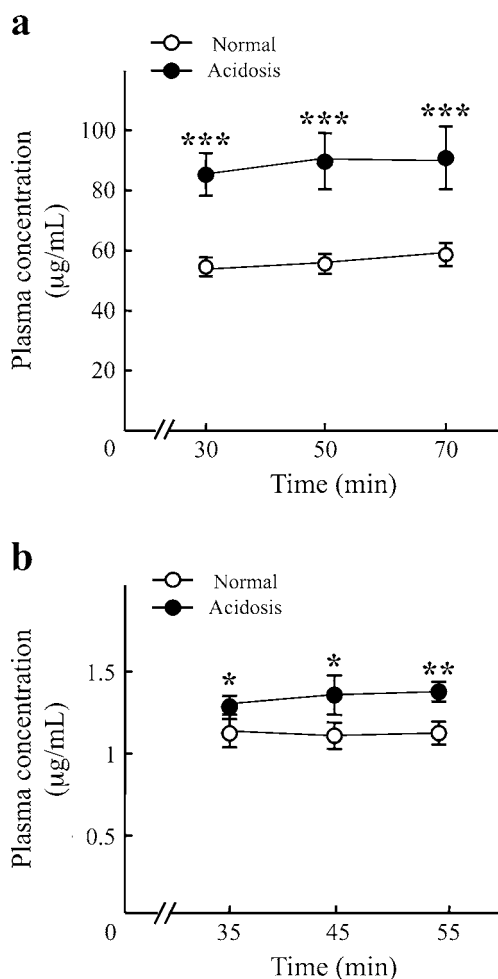 a
Normal
Acidosis
Plasma concentration
(μg/mL)
100
80
60
40
20
0
***
***
***
30 50 70
Time (min)
b
Normal
Acidosis
Plasma concentration
(μg/mL)
1.5
1
0.5
0
*
*
**
35 45 55
Time (min)